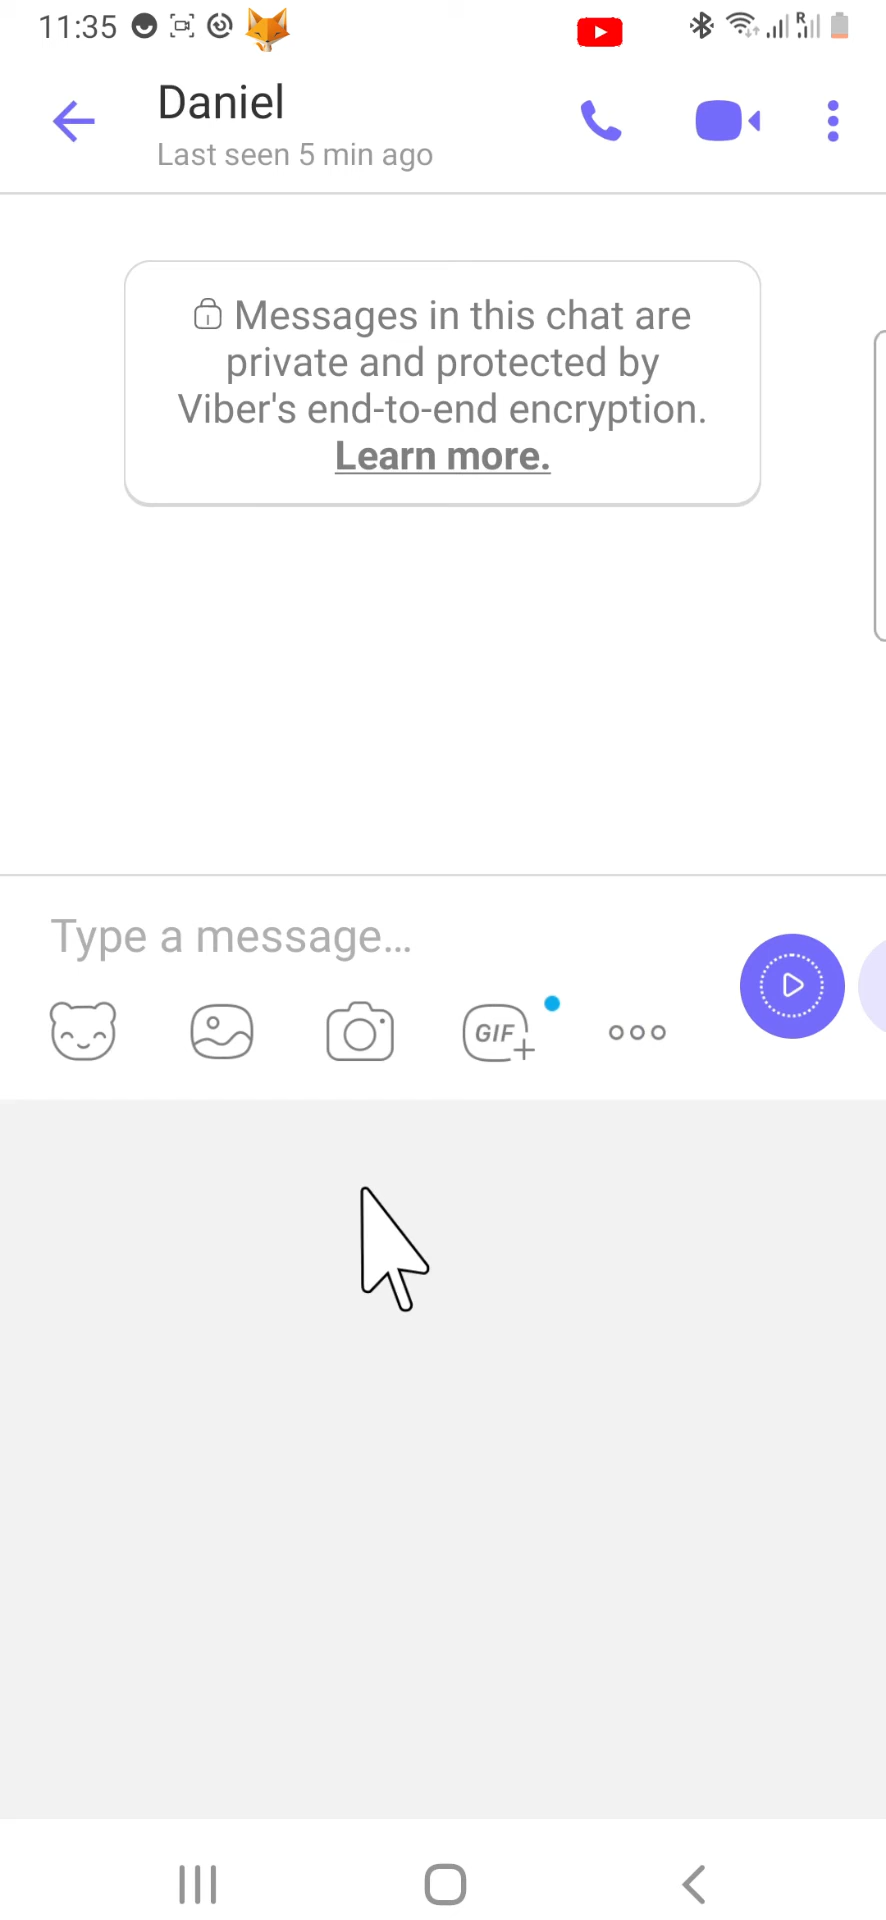 11:35
R
Daniel
Last seen 5 min ago
Messages in this chat are
private and protected by
Viber's end-to-end encryption.
Learn more.
Type a message...
GIF